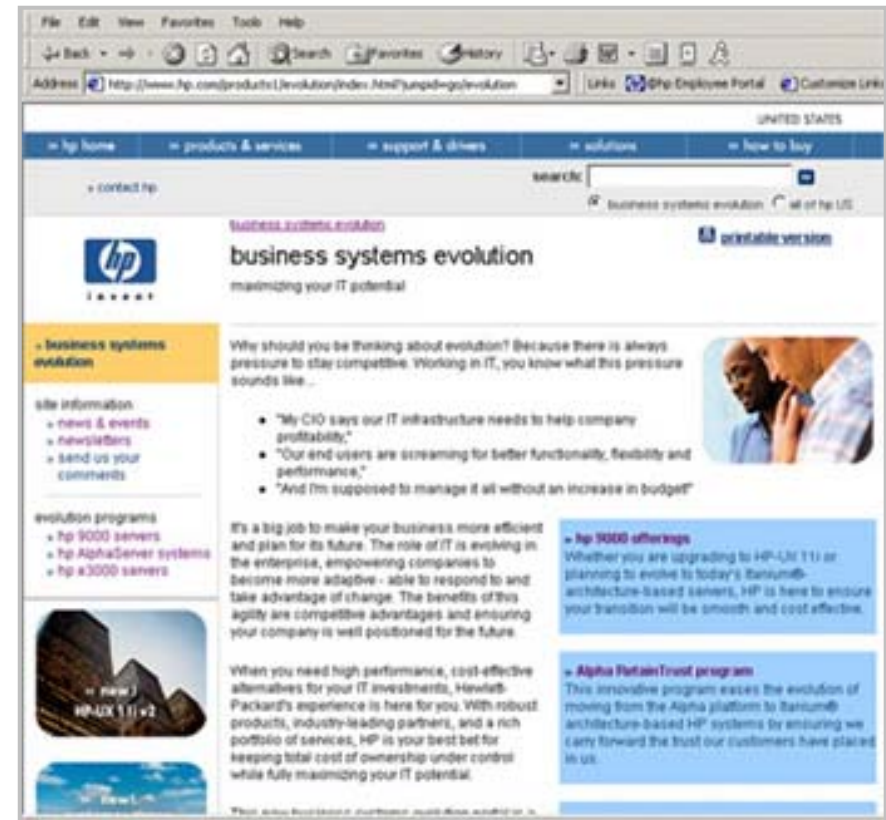 File Edit View Favorites Tools Help
Back Search Favorites History
Address http://www.hp.com/products1/evolution/index.html?jumpid=go/evolution Links @hp Employee Portal Customize Links
UNITED STATES
» hp home » products & services » support & drivers » solutions » how to buy
» contact hp
search:
business systems evolution all of hp US
hp
invent
business systems evolution
business systems evolution
maximizing your IT potential
printable version
» business systems
evolution
site information
» news & events
» newsletters
» send us your
comments
evolution programs
» hp 9000 servers
» hp AlphaServer systems
» hp e3000 servers
» new!
HP-UX 11i v2
» new!
Why should you be thinking about evolution? Because there is always
pressure to stay competitive. Working in IT, you know what this pressure
sounds like...
• "My CIO says our IT infrastructure needs to help company
profitability,"
• "Our end users are screaming for better functionality, flexibility and
performance,"
• "And I'm supposed to manage it all without an increase in budget!"
It's a big job to make your business more efficient
and plan for its future. The role of IT is evolving in
the enterprise, empowering companies to
become more adaptive - able to respond to and
take advantage of change. The benefits of this
agility are competitive advantages and ensuring
your company is well positioned for the future.
When you need high performance, cost-effective
alternatives for your IT investments, Hewlett-
Packard's experience is here for you. With robust
products, industry-leading partners, and a rich
portfolio of services, HP is your best bet for
keeping total cost of ownership under control
while fully maximizing your IT potential.
This new business systems evolution portal is a
» hp 9000 offerings
Whether you are upgrading to HP-UX 11i or
planning to evolve to today's Itanium®-
architecture-based servers, HP is here to ensure
your transition will be smooth and cost effective.
» Alpha RetainTrust program
This innovative program eases the evolution of
moving from the Alpha platform to Itanium®
architecture-based HP systems by ensuring we
carry forward the trust our customers have placed
in us.